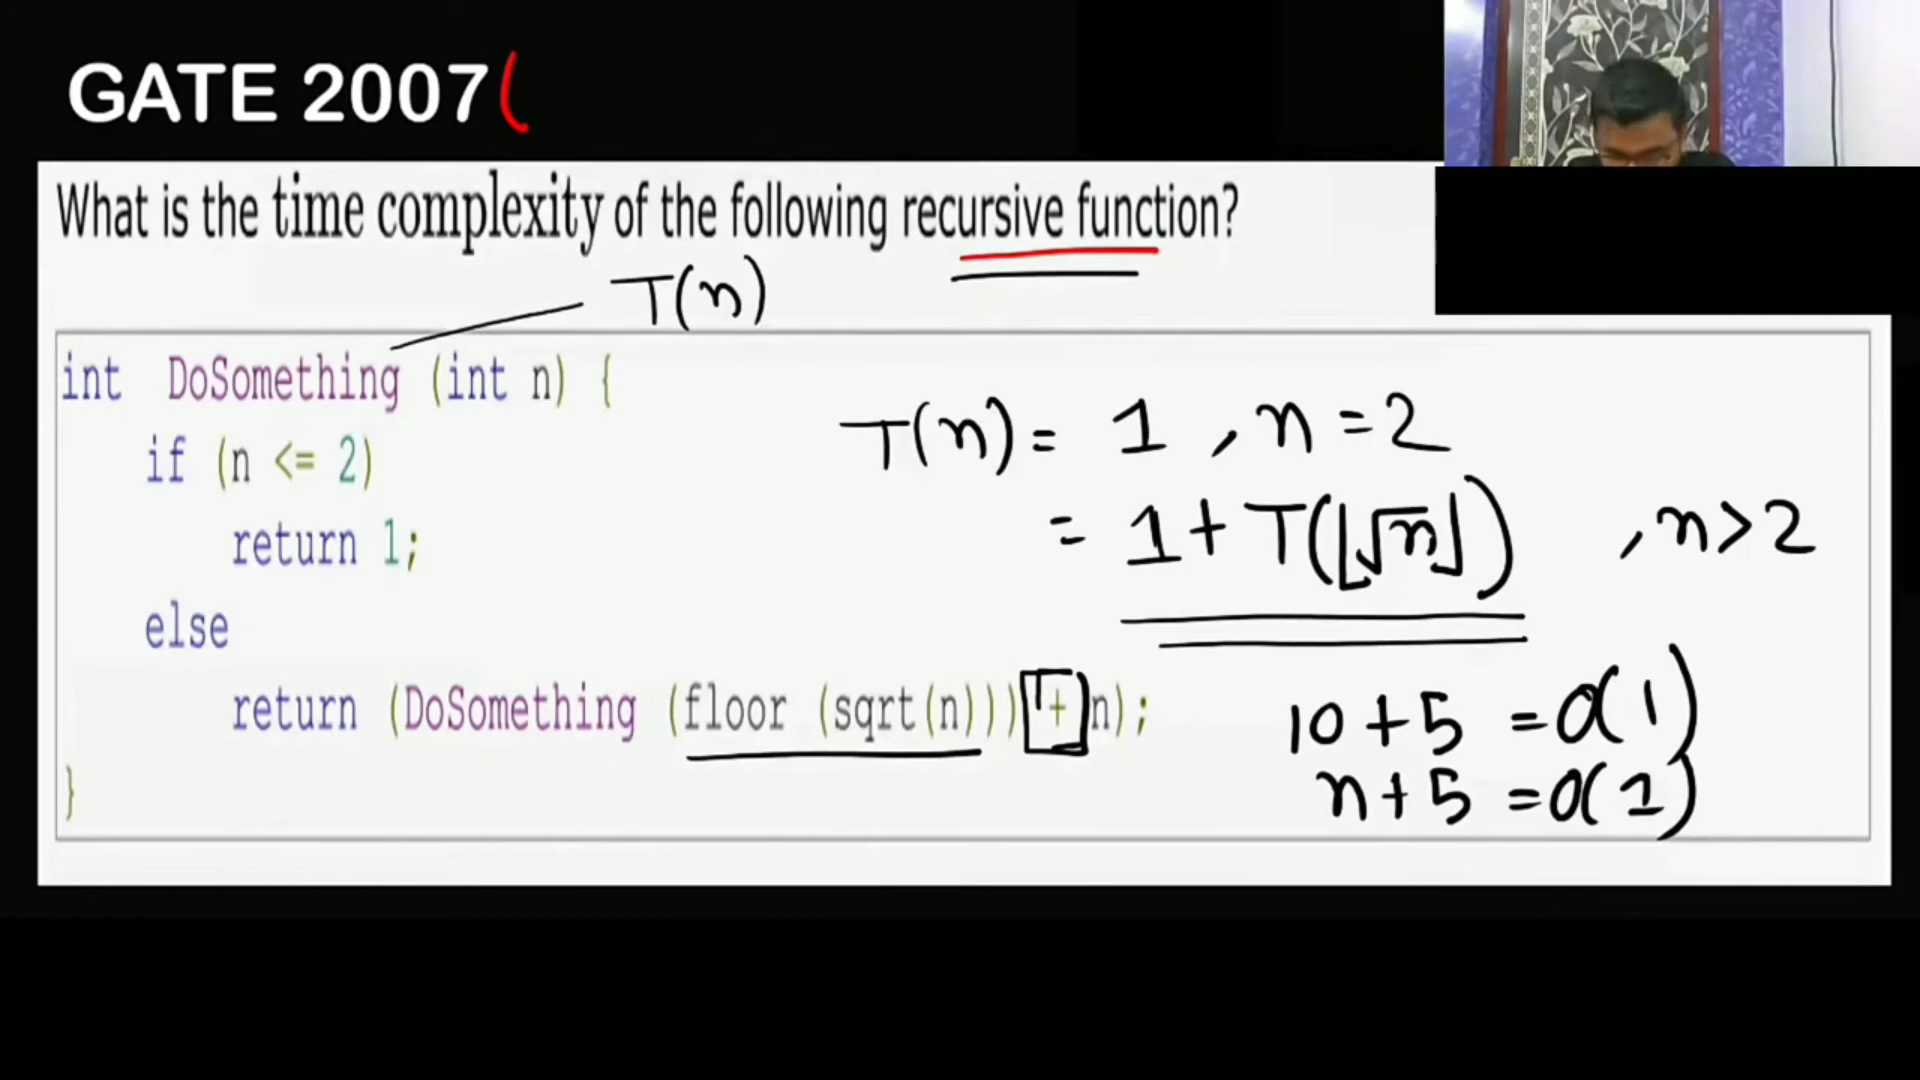 GATE 2007(
What is the time complexity of the following recursive function?
T(n)
int DoSomething (int n) {
if (n <= 2)
return 1;
else
return (DoSomething (floor (sqrt(n))) + n);
}
T(n) = 1 , n = 2
= 1 + T(⌊√n⌋) , n > 2
10 + 5 = O(1)
n + 5 = O(1)